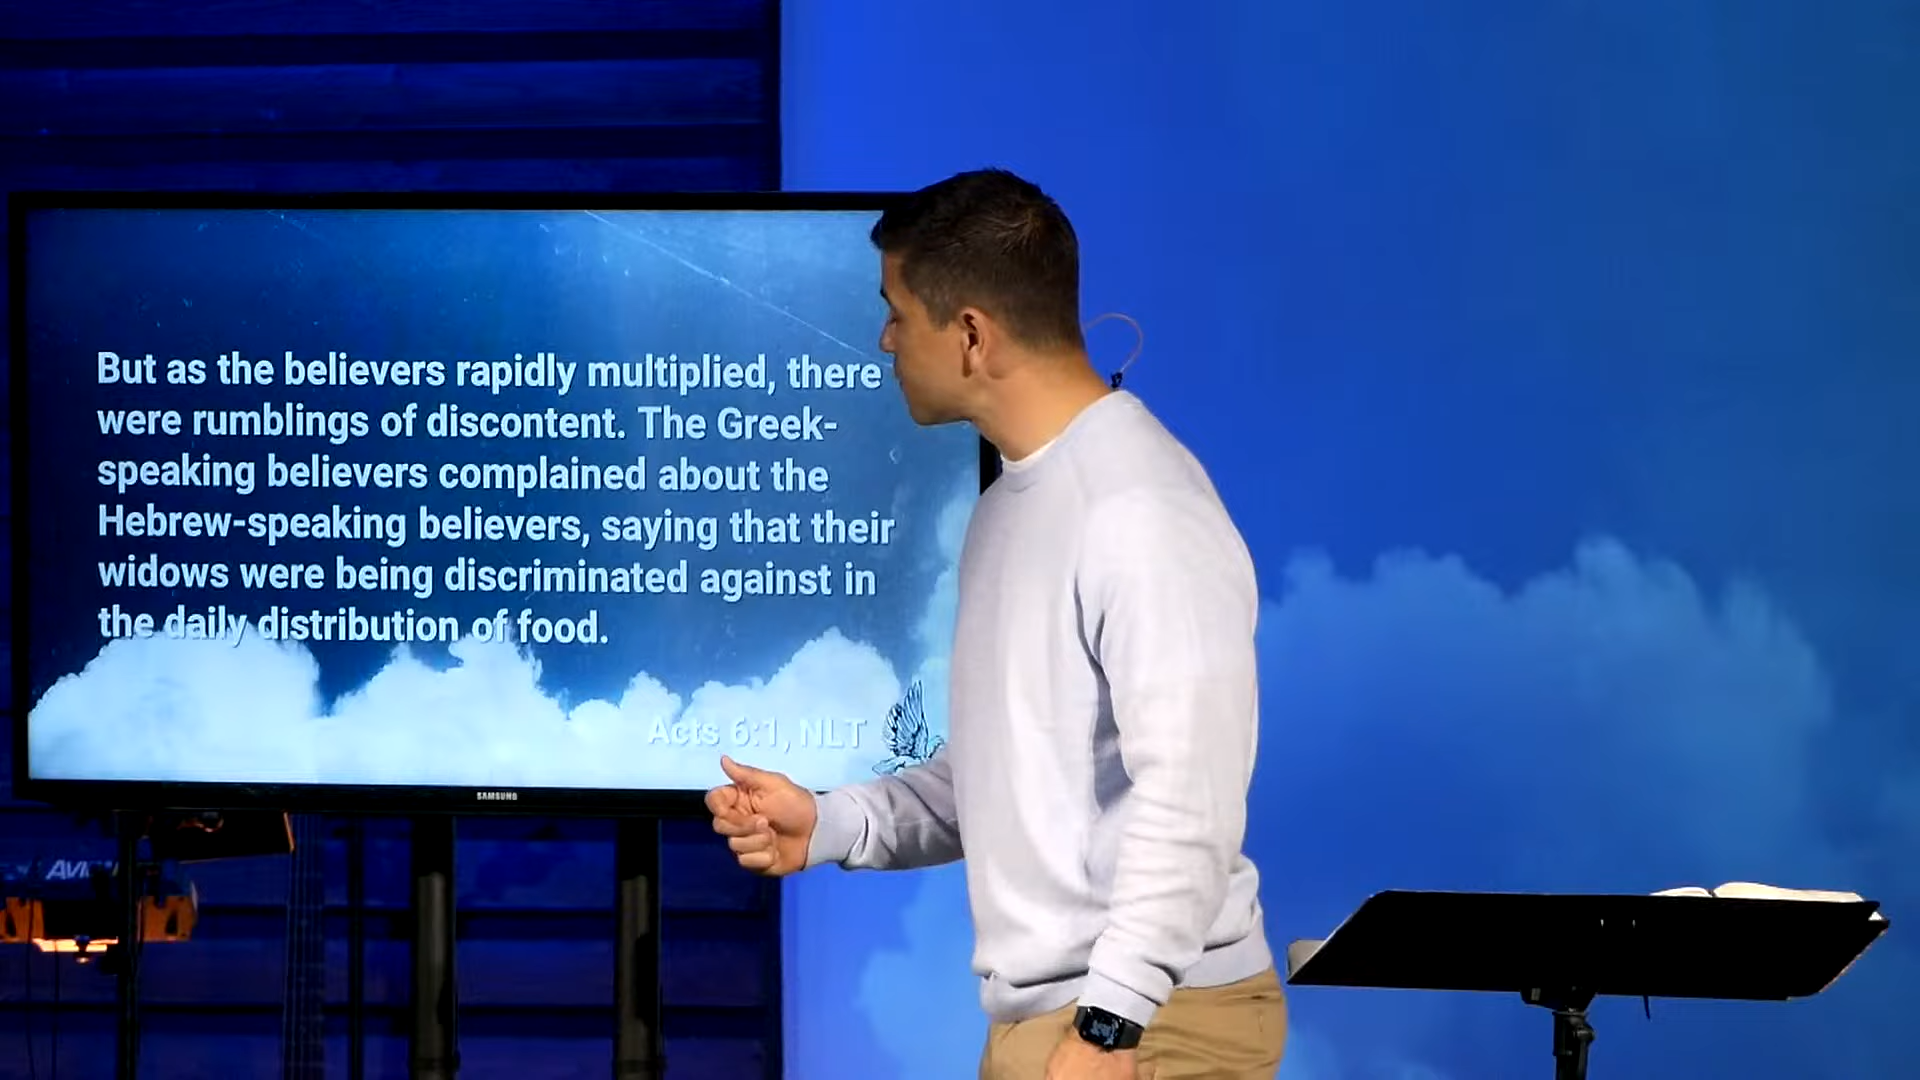 But as the believers rapidly multiplied, there
were rumblings of discontent. The Greek-
speaking believers complained about the
Hebrew-speaking believers, saying that their
widows were being discriminated against in
the daily distribution of food.
Acts 6:1, NLT
SAMSUNG